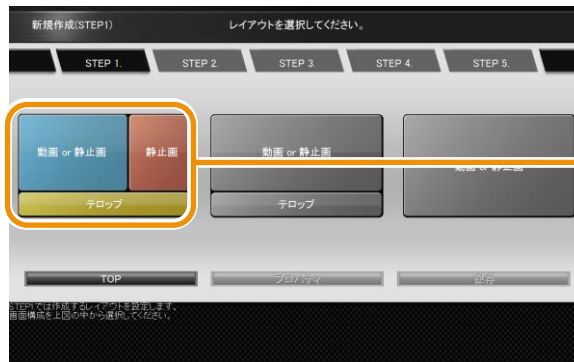 新規作成(STEP1)
レイアウトを選択してください。
STEP 1.
STEP 2.
STEP 3.
STEP 4.
STEP 5.
動画 or 静止画
静止画
テロップ
動画 or 静止画
テロップ
動画 or 静止画
TOP
プロパティ
保存
STEP1では作成するレイアウトを設定します。
画面構成を上図の中から選択してください。